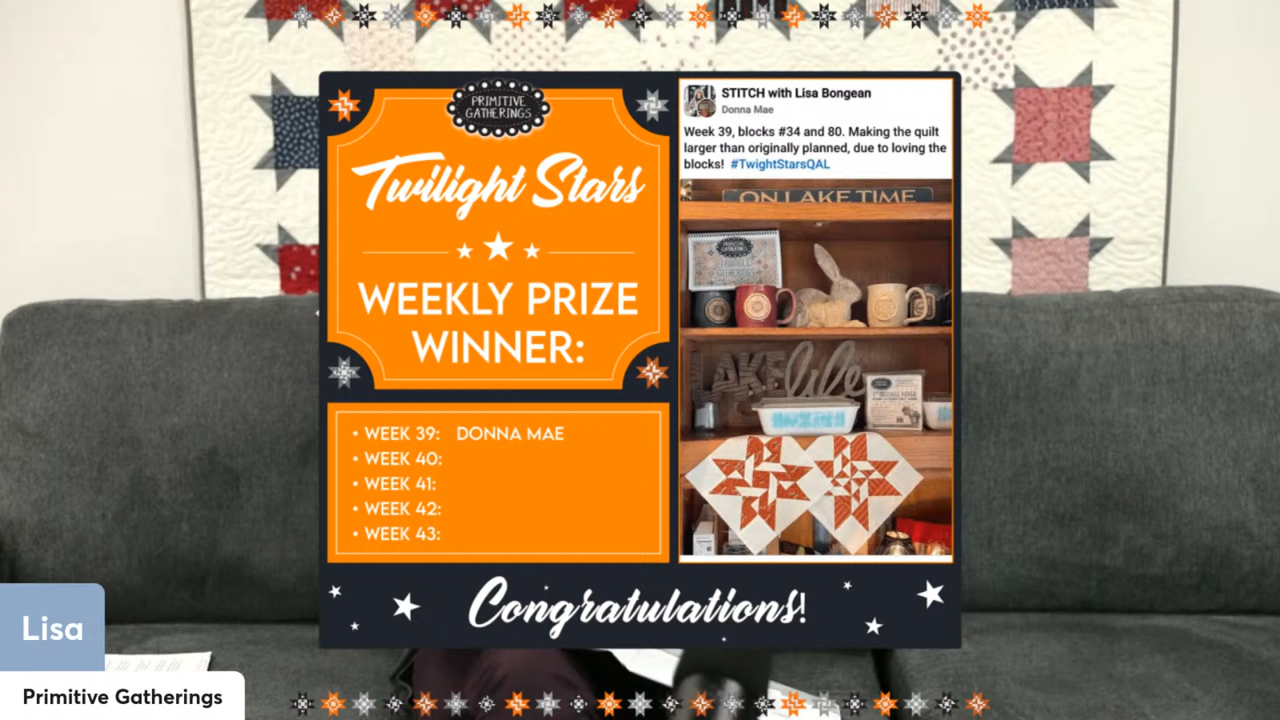 PRIMITIVE
GATHERINGS
Twilight Stars
WEEKLY PRIZE
WINNER:
• WEEK 39: DONNA MAE
• WEEK 40:
• WEEK 41:
• WEEK 42:
• WEEK 43:
STITCH with Lisa Bongean
Donna Mae
Week 39, blocks #34 and 80. Making the quilt
larger than originally planned, due to loving the
blocks! #TwightStarsQAL
ON LAKE TIME
PRIMITIVE
GATHERINGS
LAKE life
Congratulations!
Lisa
Primitive Gatherings